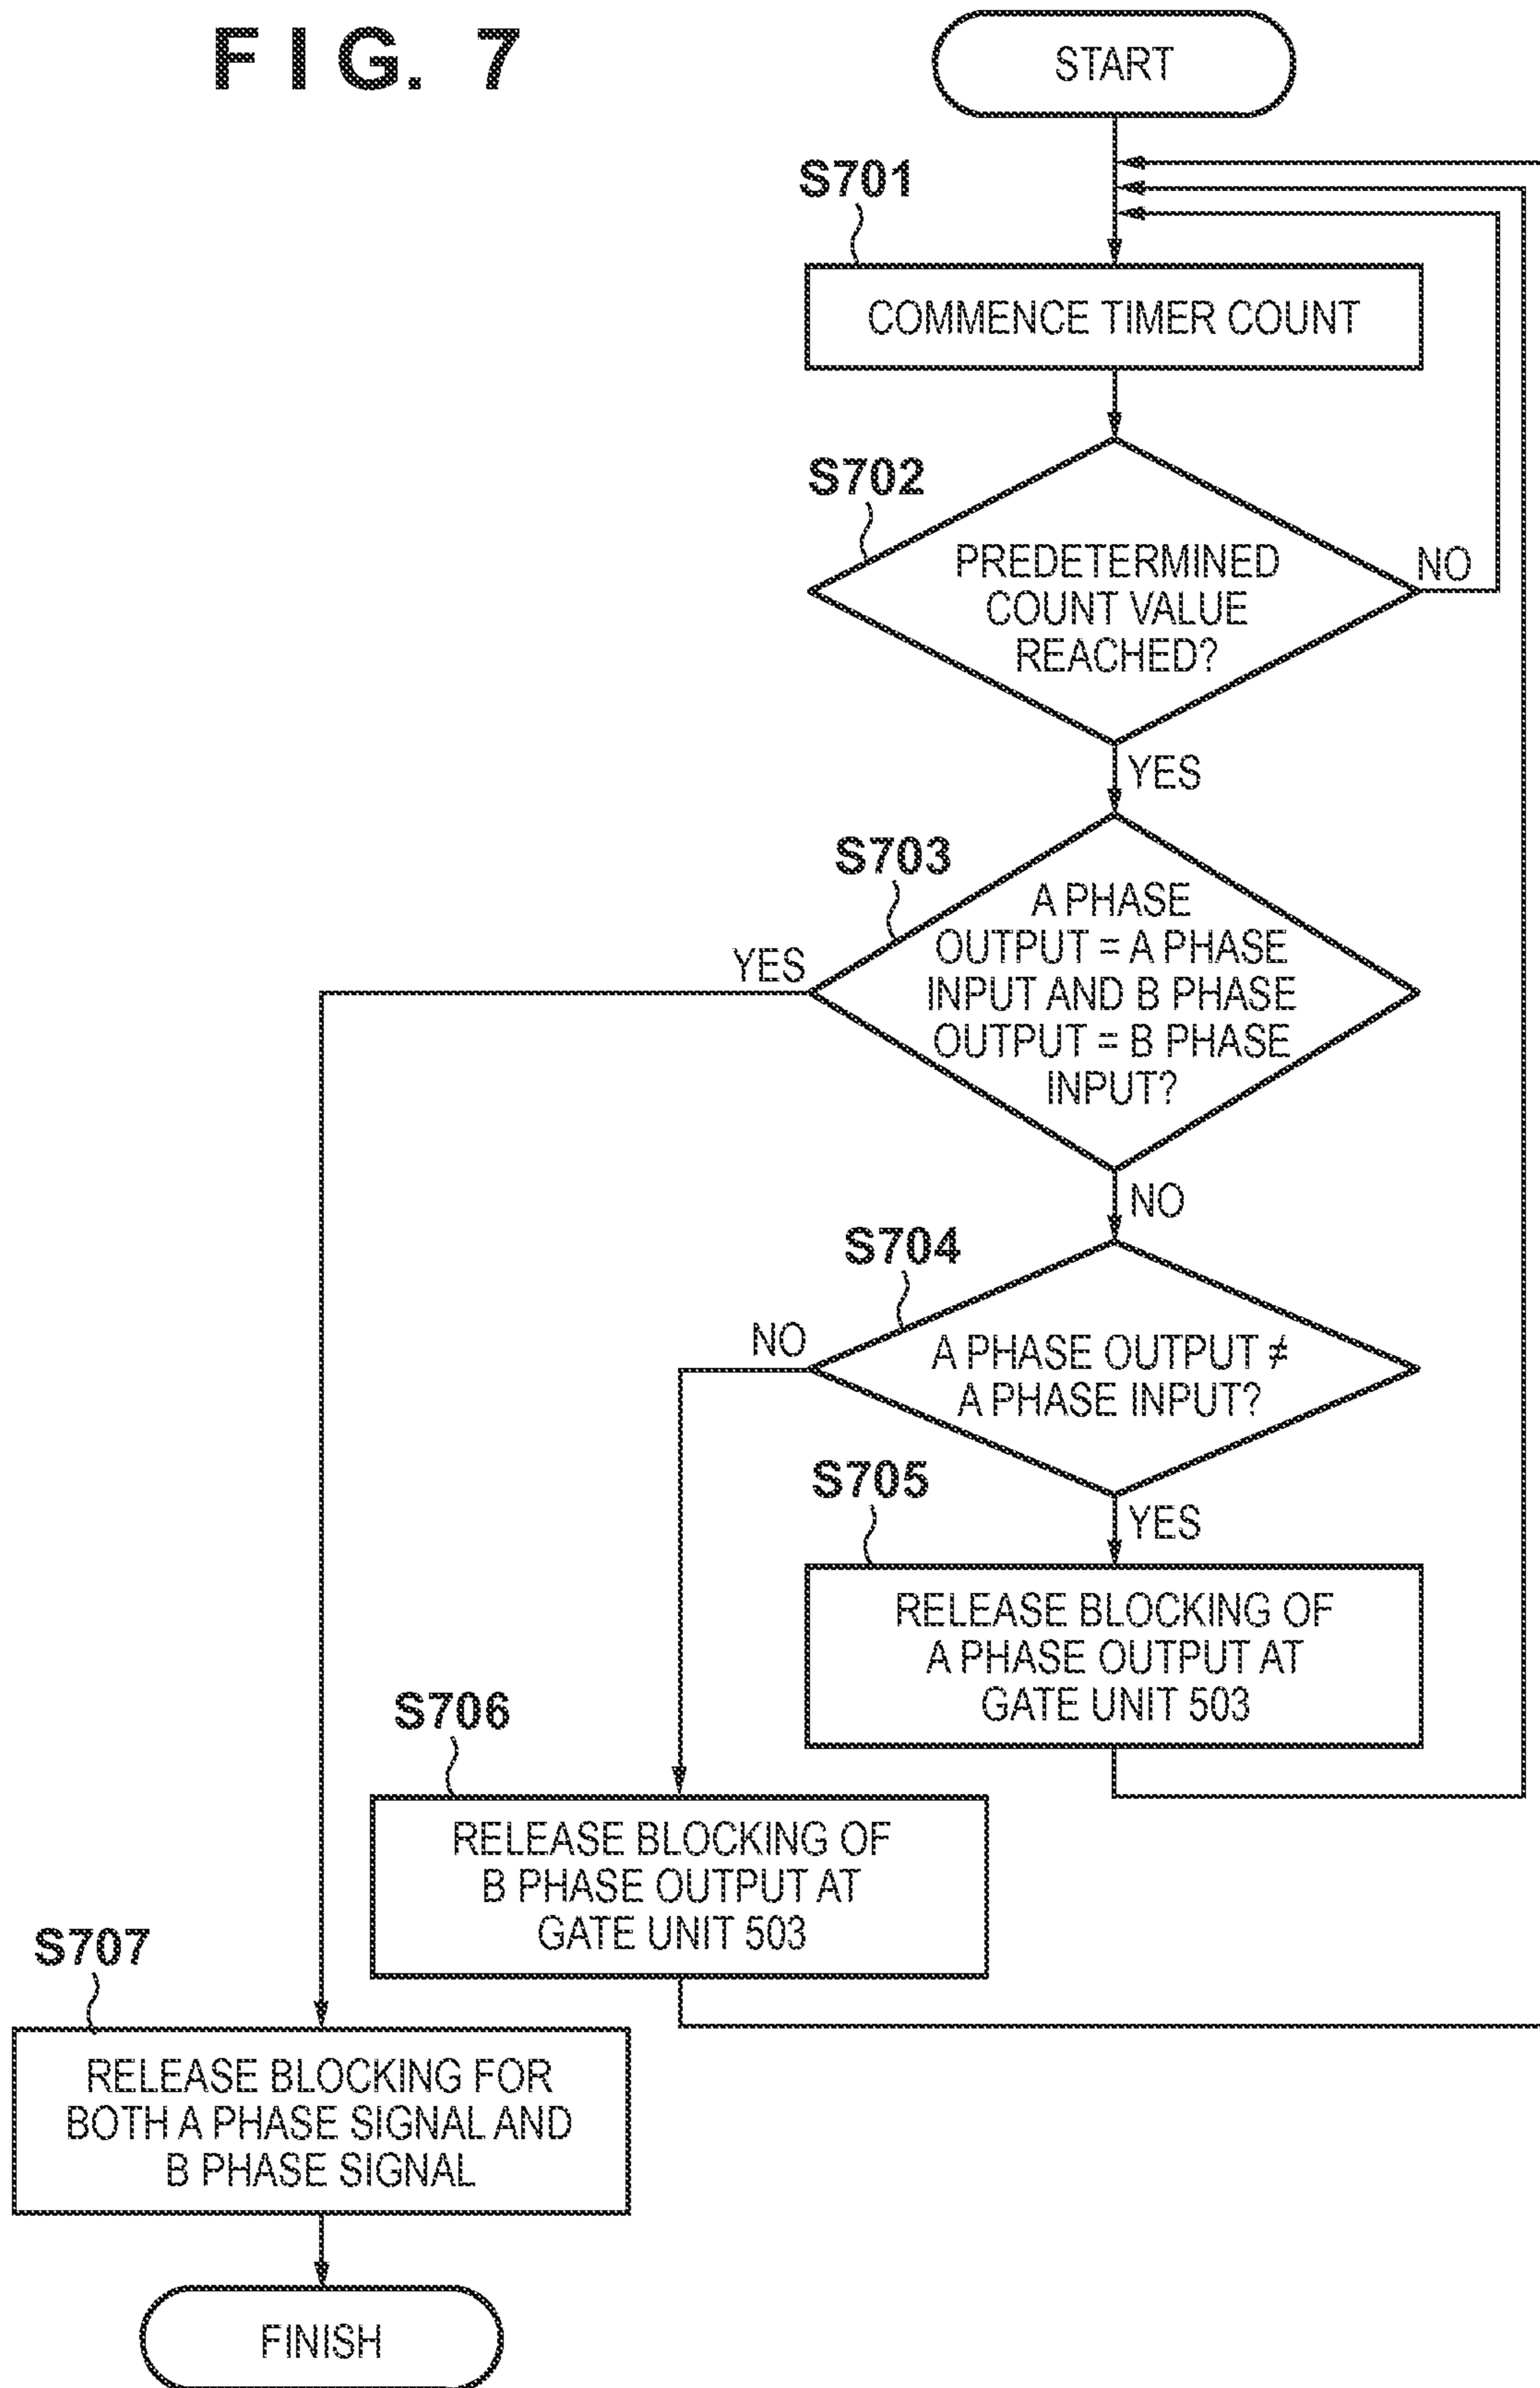 FIG. 7
START
S701
COMMENCE TIMER COUNT
S702
PREDETERMINED
COUNT VALUE
REACHED?
NO
YES
S703
A PHASE
OUTPUT = A PHASE
INPUT AND B PHASE
OUTPUT = B PHASE
INPUT?
YES
NO
S704
A PHASE OUTPUT ≠
A PHASE INPUT?
NO
YES
S705
RELEASE BLOCKING OF
A PHASE OUTPUT AT
GATE UNIT 503
S706
RELEASE BLOCKING OF
B PHASE OUTPUT AT
GATE UNIT 503
S707
RELEASE BLOCKING FOR
BOTH A PHASE SIGNAL AND
B PHASE SIGNAL
FINISH